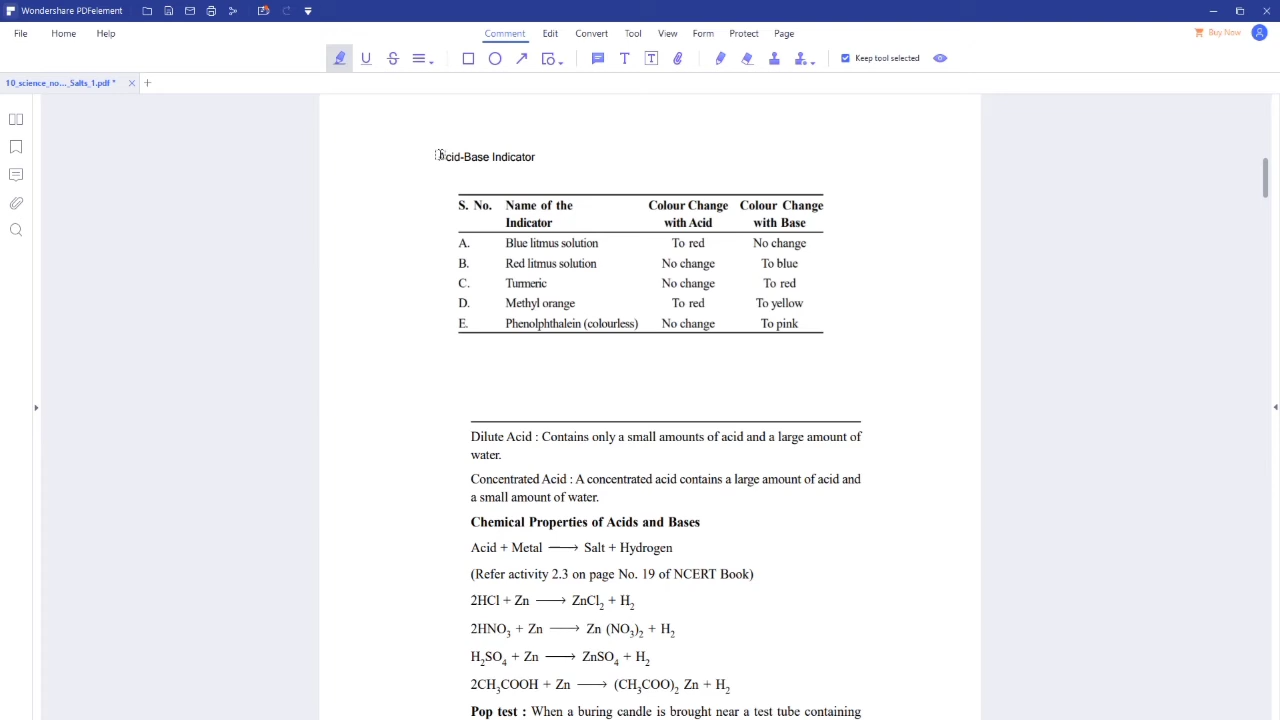 Wondershare PDFelement
File Home Help Comment Edit Convert Tool View Form Protect Page Buy Now
Keep tool selected
10_science_no..._Salts_1.pdf *
Acid-Base Indicator
S. No. Name of the Colour Change Colour Change
Indicator with Acid with Base
A. Blue litmus solution To red No change
B. Red litmus solution No change To blue
C. Turmeric No change To red
D. Methyl orange To red To yellow
E. Phenolphthalein (colourless) No change To pink
Dilute Acid : Contains only a small amounts of acid and a large amount of
water.
Concentrated Acid : A concentrated acid contains a large amount of acid and
a small amount of water.
Chemical Properties of Acids and Bases
Acid + Metal ⟶ Salt + Hydrogen
(Refer activity 2.3 on page No. 19 of NCERT Book)
2HCl + Zn ⟶ ZnCl₂ + H₂
2HNO₃ + Zn ⟶ Zn (NO₃)₂ + H₂
H₂SO₄ + Zn ⟶ ZnSO₄ + H₂
2CH₃COOH + Zn ⟶ (CH₃COO)₂ Zn + H₂
Pop test : When a buring candle is brought near a test tube containing